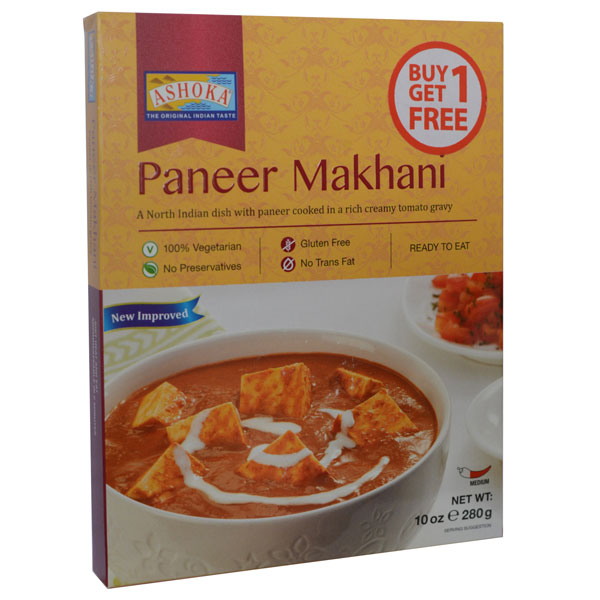 ASHOKA
THE ORIGINAL INDIAN TASTE
BUY 1
GET
FREE
Paneer Makhani
A North Indian dish with paneer cooked in a rich creamy tomato gravy
V
100% Vegetarian
No Preservatives
Gluten Free
No Trans Fat
READY TO EAT
New Improved
MEDIUM
NET WT:
10 oz ℮ 280 g
SERVING SUGGESTION